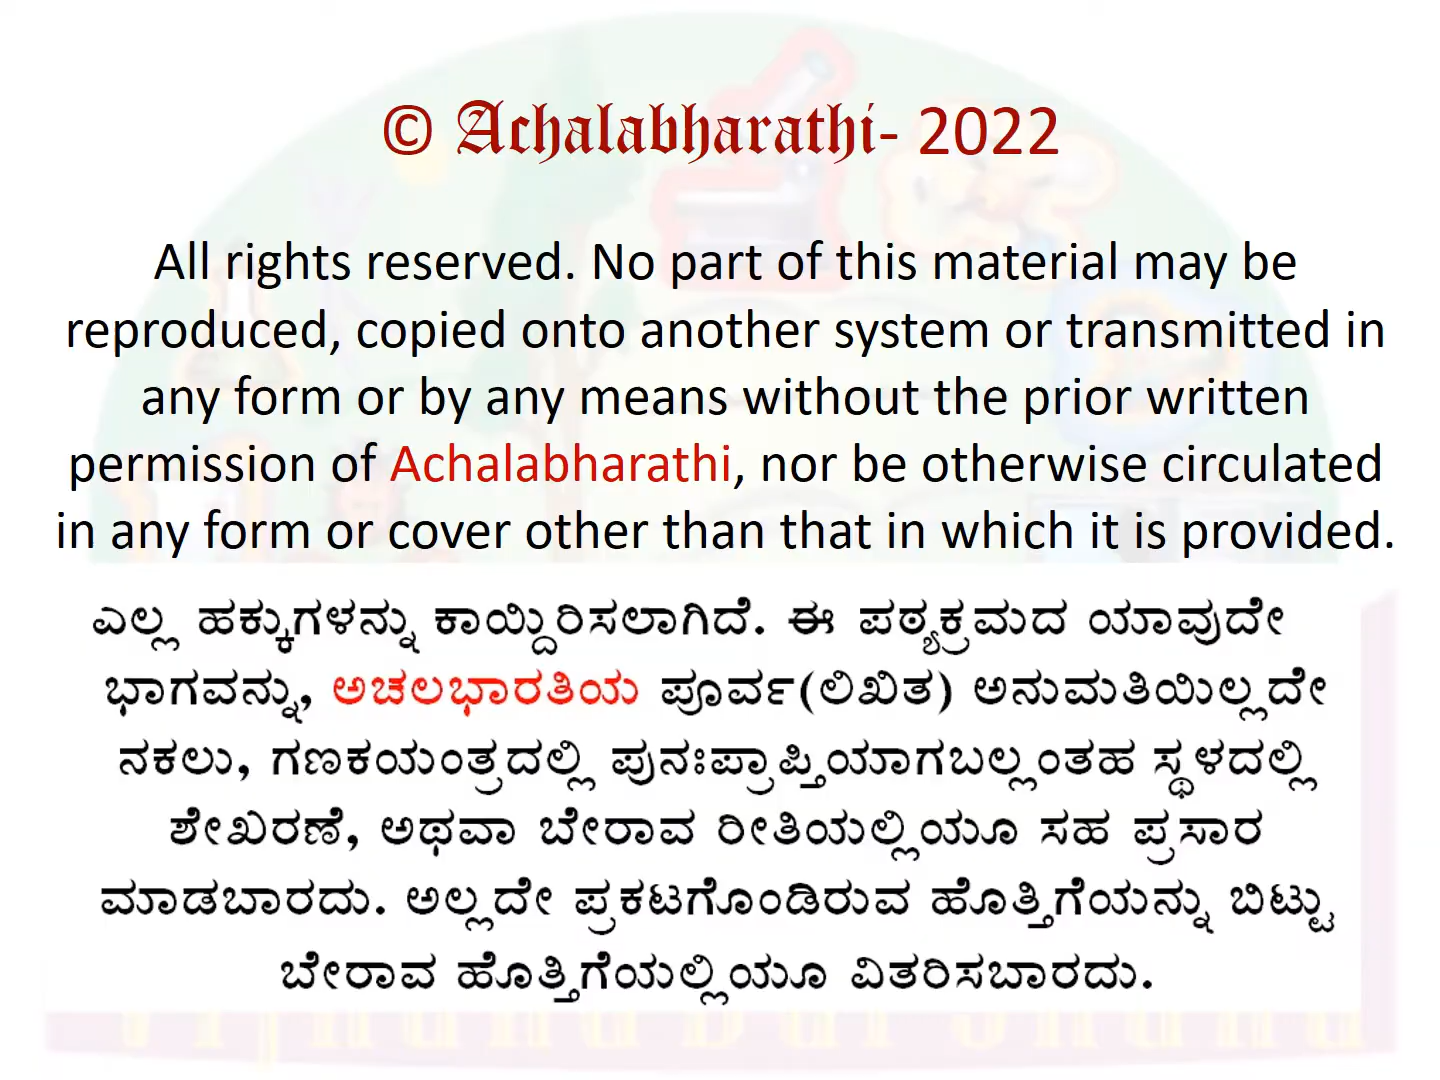 © Achalabharathi- 2022
All rights reserved. No part of this material may be
reproduced, copied onto another system or transmitted in
any form or by any means without the prior written
permission of Achalabharathi, nor be otherwise circulated
in any form or cover other than that in which it is provided.
ಎಲ್ಲ ಹಕ್ಕುಗಳನ್ನು ಕಾಯ್ದಿರಿಸಲಾಗಿದೆ. ಈ ಪಠ್ಯಕ್ರಮದ ಯಾವುದೇ
ಭಾಗವನ್ನು, ಅಚಲಭಾರತಿಯ ಪೂರ್ವ(ಲಿಖಿತ) ಅನುಮತಿಯಿಲ್ಲದೇ
ನಕಲು, ಗಣಕಯಂತ್ರದಲ್ಲಿ ಪುನಃಪ್ರಾಪ್ತಿಯಾಗಬಲ್ಲಂತಹ ಸ್ಥಳದಲ್ಲಿ
ಶೇಖರಣೆ, ಅಥವಾ ಬೇರಾವ ರೀತಿಯಲ್ಲಿಯೂ ಸಹ ಪ್ರಸಾರ
ಮಾಡಬಾರದು. ಅಲ್ಲದೇ ಪ್ರಕಟಗೊಂಡಿರುವ ಹೊತ್ತಿಗೆಯನ್ನು ಬಿಟ್ಟು
ಬೇರಾವ ಹೊತ್ತಿಗೆಯಲ್ಲಿಯೂ ವಿತರಿಸಬಾರದು.